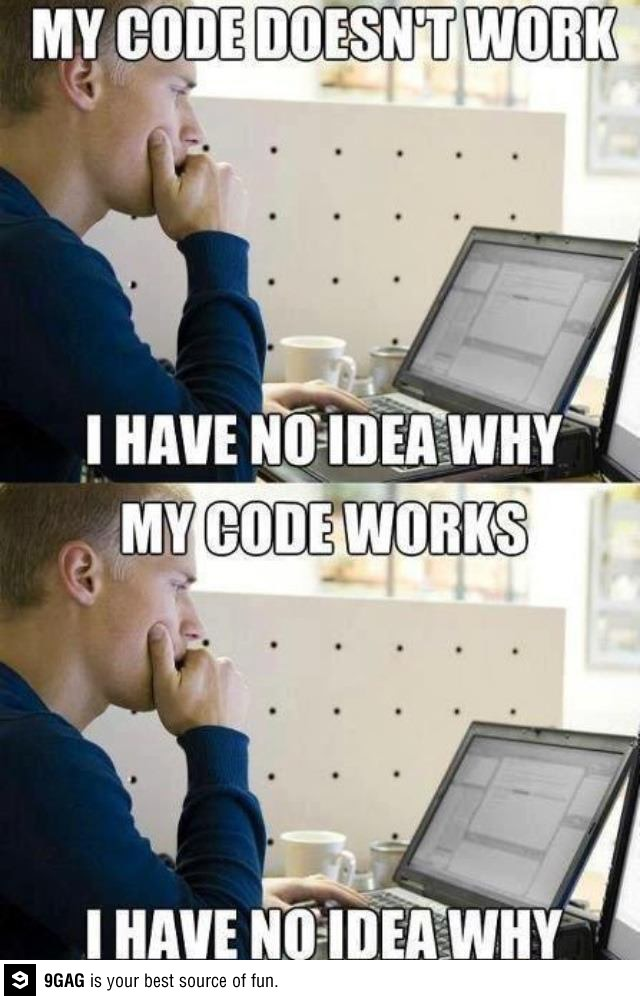 MY CODE DOESN'T WORK
I HAVE NO IDEA WHY
MY CODE WORKS
I HAVE NO IDEA WHY
9GAG is your best source of fun.